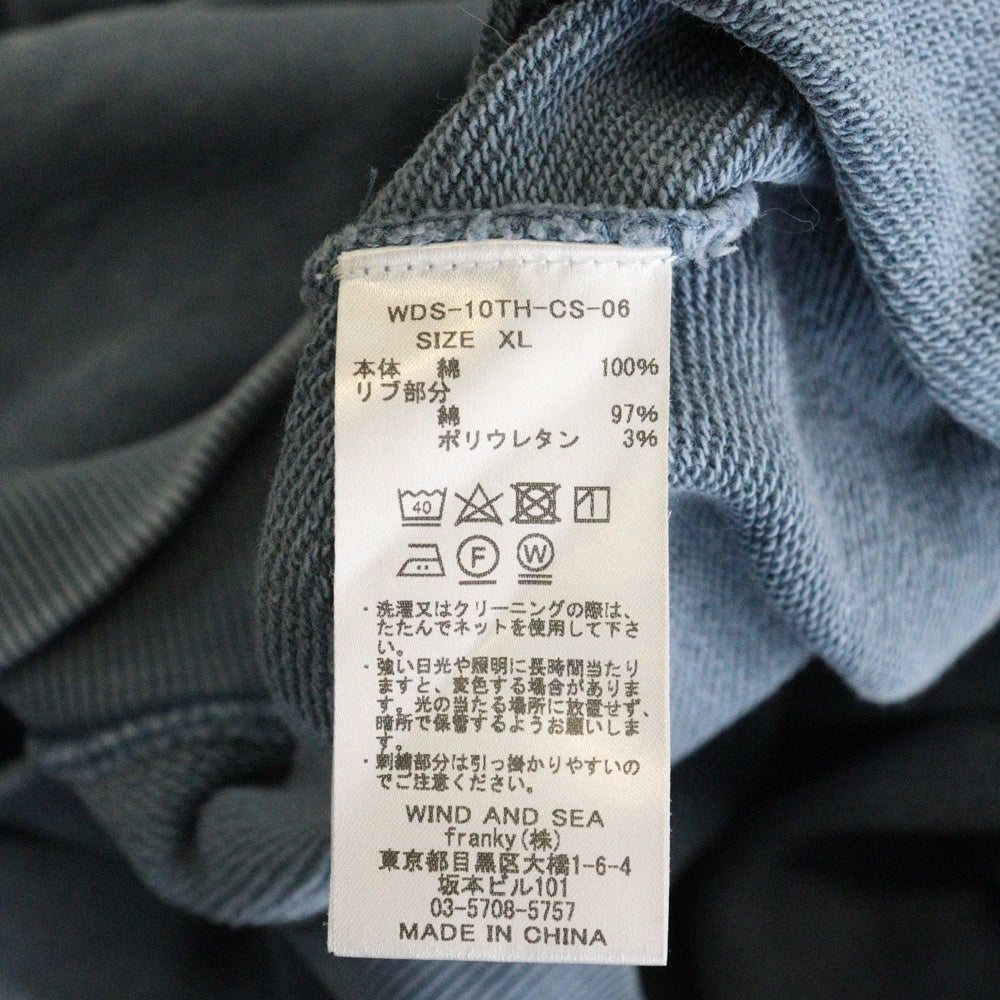 WDS-10TH-CS-06
SIZE XL
本体 綿 100%
リブ部分
綿 97%
ポリウレタン 3%
40
F W
・洗濯又はクリーニングの際は、
たたんでネットを使用して下さ
い。
・強い日光や照明に長時間当たり
ますと、変色する場合がありま
す。光の当たる場所に放置せず、
暗所で保管するようお願いしま
す。
・刺繍部分は引っ掛かりやすいの
でご注意ください。
WIND AND SEA
franky(株)
東京都目黒区大橋1-6-4
坂本ビル101
03-5708-5757
MADE IN CHINA